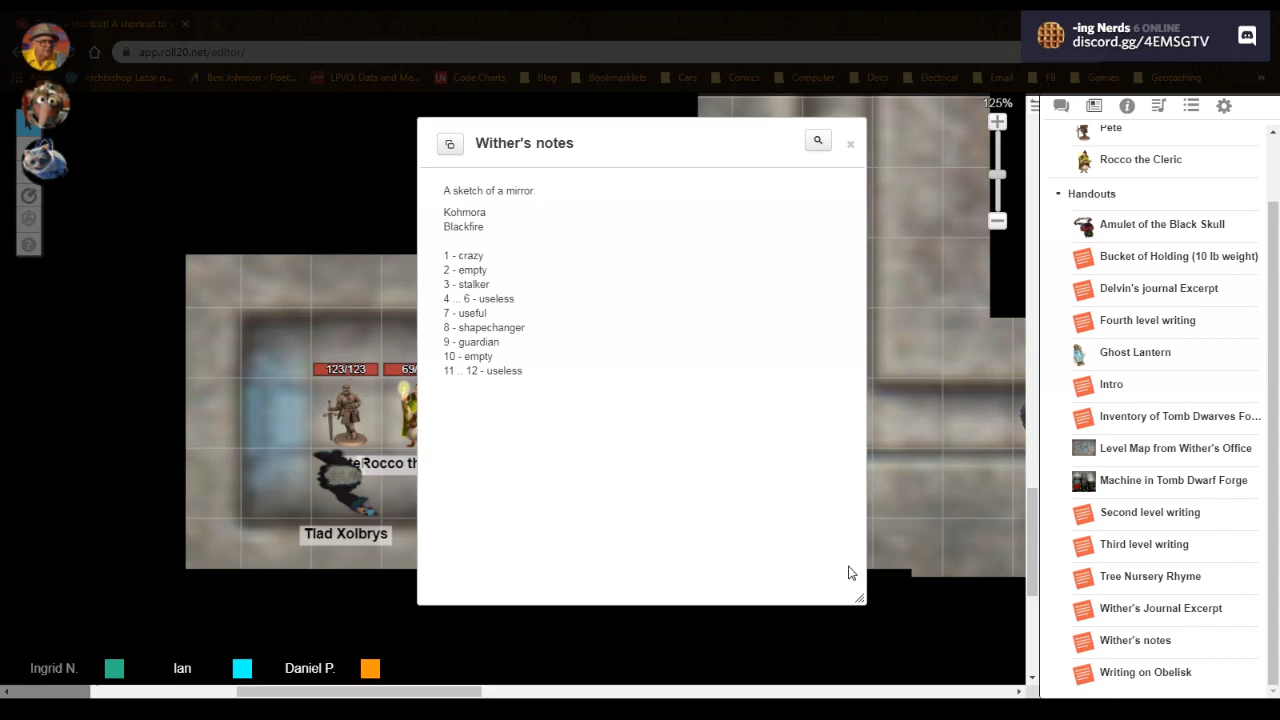 a shortcut! A shortcut to
app.roll20.net/editor/
-ing Nerds 6 ONLINE
discord.gg/4EMSGTV
Archbishop Lazar o...
Ben Johnson - Poet...
LPVO: Data and Me...
Code Charts
Blog
Bookmarklets
Cars
Comics
Computer
Docs
Electrical
Email
FB
Games
Geocaching
»
125%
Wither's notes
A sketch of a mirror.
Kohmora
Blackfire
1 - crazy
2 - empty
3 - stalker
4 ... 6 - useless
7 - useful
8 - shapechanger
9 - guardian
10 - empty
11 .. 12 - useless
123/123
69/
Rocco th
Tlad Xolbrys
Pete
Rocco the Cleric
Handouts
Amulet of the Black Skull
Bucket of Holding (10 lb weight)
Delvin's journal Excerpt
Fourth level writing
Ghost Lantern
Intro
Inventory of Tomb Dwarves Fo...
Level Map from Wither's Office
Machine in Tomb Dwarf Forge
Second level writing
Third level writing
Tree Nursery Rhyme
Wither's Journal Excerpt
Wither's notes
Writing on Obelisk
Ingrid N.
Ian
Daniel P.